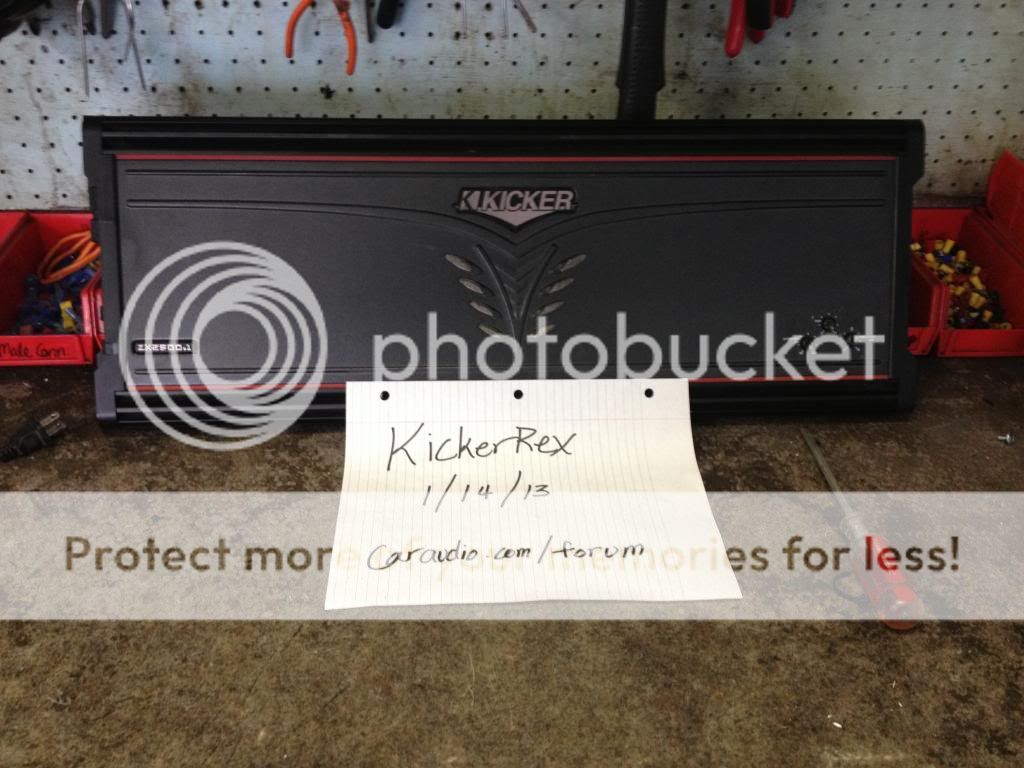 KICKER
ZX2500.1
photobucket
Male Conn.
KickerRex
1/14/13
Protect more of your memories for less!
caraudio.com/forum